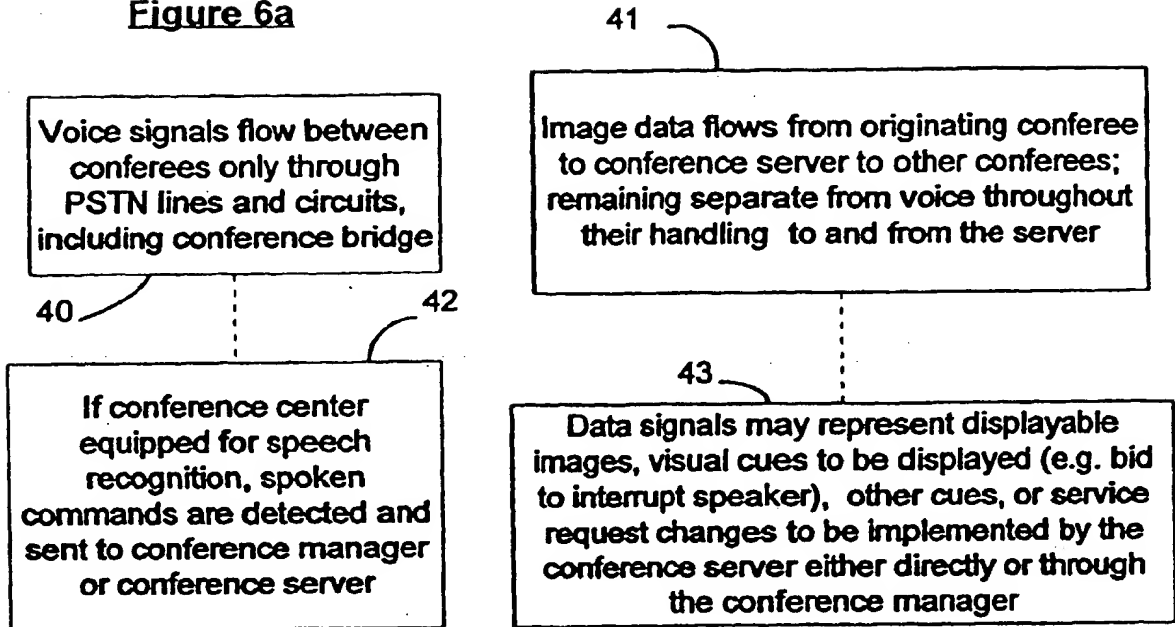 Figure 6a
41
Voice signals flow between
conferees only through
PSTN lines and circuits,
including conference bridge
Image data flows from originating conferee
to conference server to other conferees;
remaining separate from voice throughout
their handling to and from the server
40
42
If conference center
equipped for speech
recognition, spoken
commands are detected and
sent to conference manager
or conference server
43
Data signals may represent displayable
images, visual cues to be displayed (e.g. bid
to interrupt speaker), other cues, or service
request changes to be implemented by the
conference server either directly or through
the conference manager